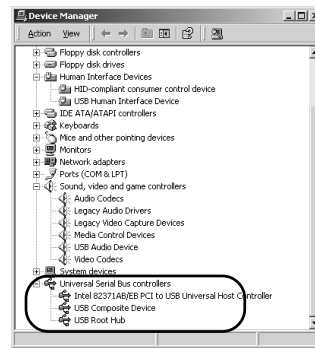 Device Manager
Action View
Floppy disk controllers
Floppy disk drives
Human Interface Devices
HID-compliant consumer control device
USB Human Interface Device
IDE ATA/ATAPI controllers
Keyboards
Mice and other pointing devices
Monitors
Network adapters
Ports (COM & LPT)
Sound, video and game controllers
Audio Codecs
Legacy Audio Drivers
Legacy Video Capture Devices
Media Control Devices
USB Audio Device
Video Codecs
System devices
Universal Serial Bus controllers
Intel 82371AB/EB PCI to USB Universal Host Controller
USB Composite Device
USB Root Hub